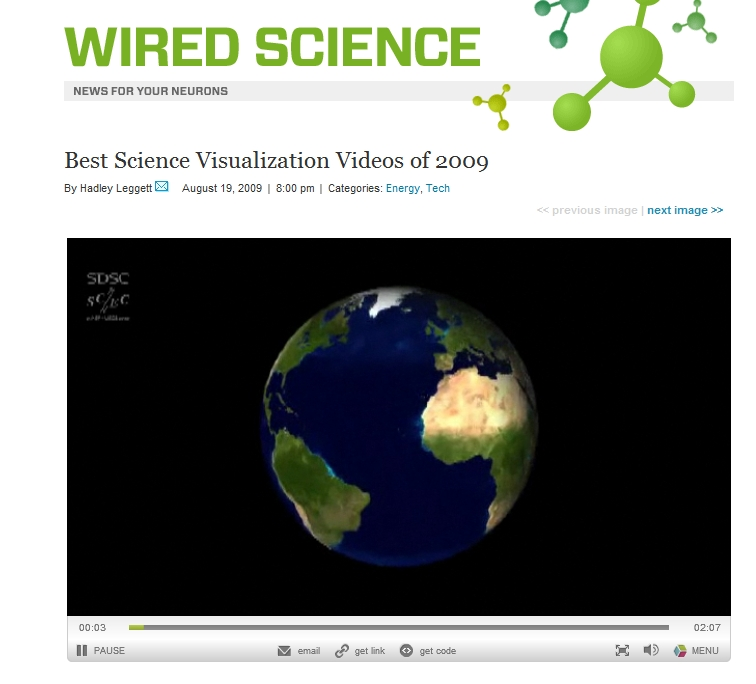 WIRED SCIENCE
NEWS FOR YOUR NEURONS
Best Science Visualization Videos of 2009
By Hadley Leggett August 19, 2009 | 8:00 pm | Categories: Energy, Tech
<< previous image | next image >>
SDSC
00:03 02:07
PAUSE email get link get code MENU